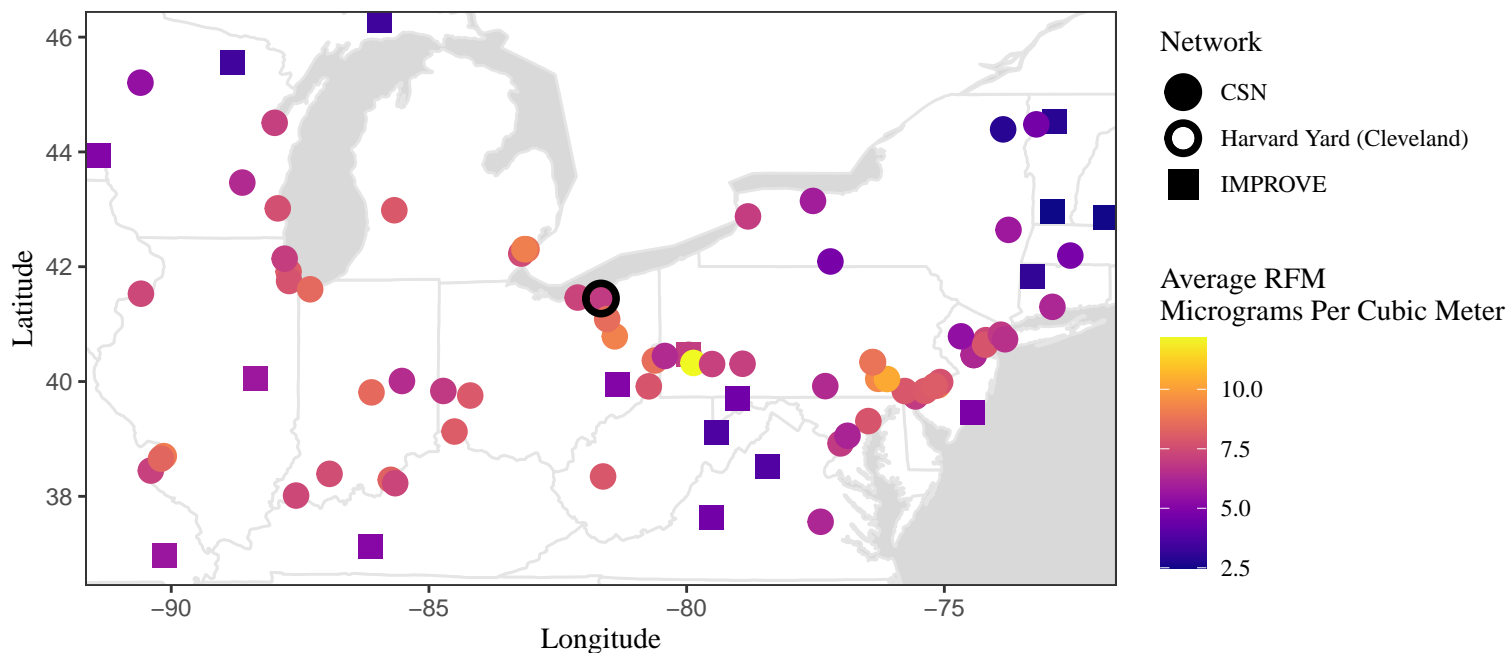 46
44
42
40
38
Latitude
−90
−85
−80
−75
Longitude
Network
CSN
Harvard Yard (Cleveland)
IMPROVE
Average RFM
Micrograms Per Cubic Meter
10.0
7.5
5.0
2.5